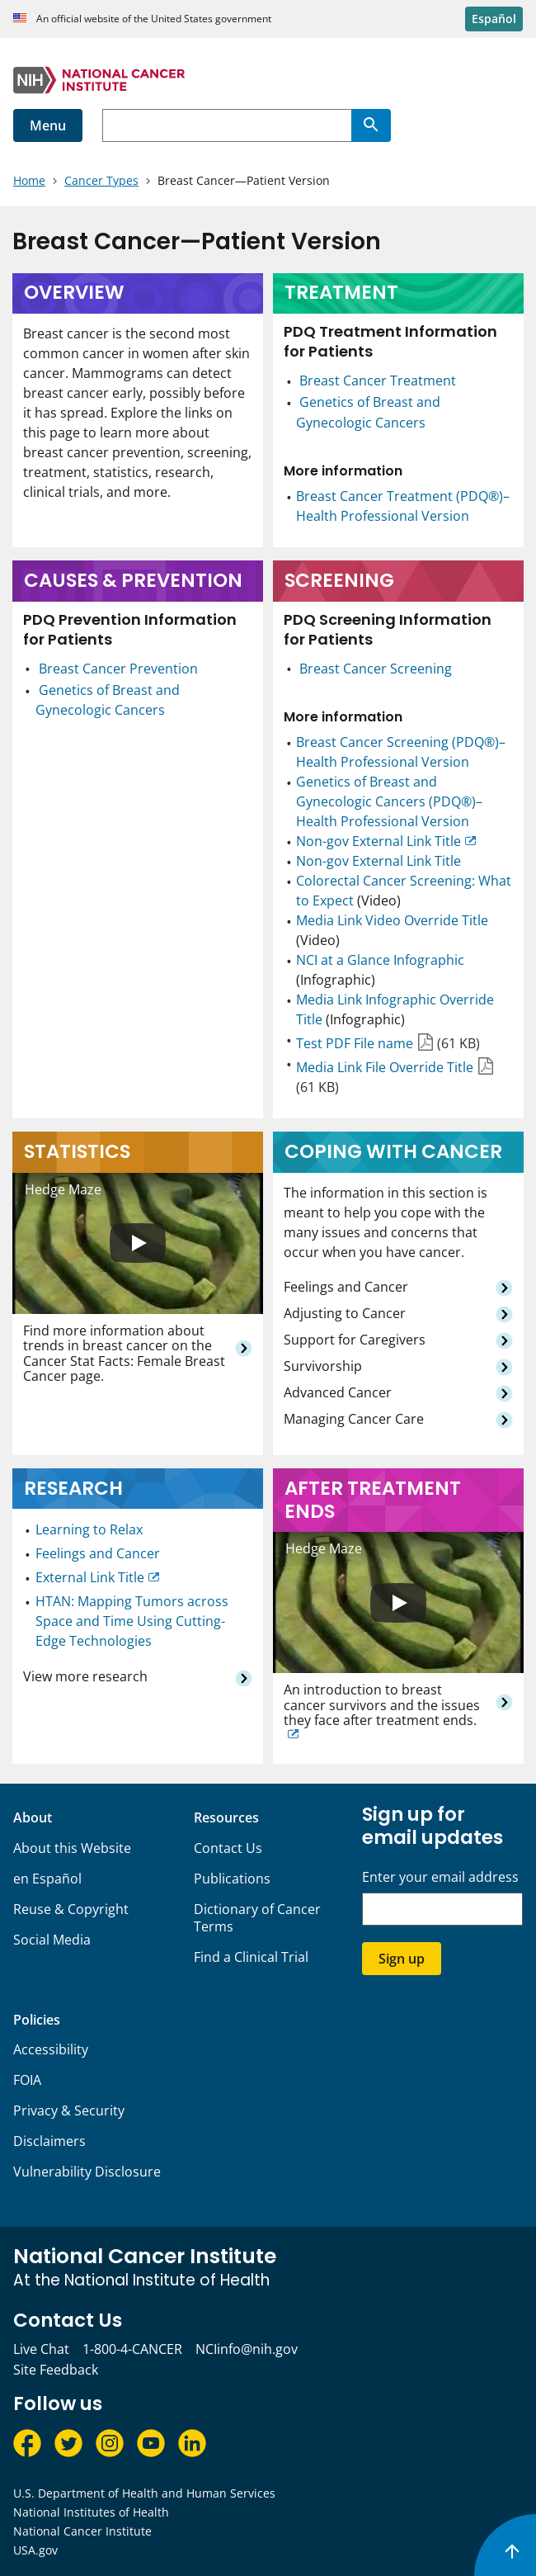 An official website of the United States government
Español
NIH NATIONAL CANCER
INSTITUTE
Menu
Home > Cancer Types > Breast Cancer—Patient Version
Breast Cancer—Patient Version
OVERVIEW
Breast cancer is the second most
common cancer in women after skin
cancer. Mammograms can detect
breast cancer early, possibly before
it has spread. Explore the links on
this page to learn more about
breast cancer prevention, screening,
treatment, statistics, research,
clinical trials, and more.
TREATMENT
PDQ Treatment Information
for Patients
• Breast Cancer Treatment
• Genetics of Breast and
Gynecologic Cancers
More information
• Breast Cancer Treatment (PDQ®)–
Health Professional Version
CAUSES & PREVENTION
PDQ Prevention Information
for Patients
• Breast Cancer Prevention
• Genetics of Breast and
Gynecologic Cancers
SCREENING
PDQ Screening Information
for Patients
• Breast Cancer Screening
More information
• Breast Cancer Screening (PDQ®)–
Health Professional Version
• Genetics of Breast and
Gynecologic Cancers (PDQ®)–
Health Professional Version
• Non-gov External Link Title
• Non-gov External Link Title
• Colorectal Cancer Screening: What
to Expect (Video)
• Media Link Video Override Title
(Video)
• NCI at a Glance Infographic
(Infographic)
• Media Link Infographic Override
Title (Infographic)
• Test PDF File name (61 KB)
• Media Link File Override Title
(61 KB)
STATISTICS
Hedge Maze
Find more information about
trends in breast cancer on the
Cancer Stat Facts: Female Breast
Cancer page.
COPING WITH CANCER
The information in this section is
meant to help you cope with the
many issues and concerns that
occur when you have cancer.
Feelings and Cancer
Adjusting to Cancer
Support for Caregivers
Survivorship
Advanced Cancer
Managing Cancer Care
RESEARCH
• Learning to Relax
• Feelings and Cancer
• External Link Title
• HTAN: Mapping Tumors across
Space and Time Using Cutting-
Edge Technologies
View more research
AFTER TREATMENT
ENDS
Hedge Maze
An introduction to breast
cancer survivors and the issues
they face after treatment ends.
About
About this Website
en Español
Reuse & Copyright
Social Media
Resources
Contact Us
Publications
Dictionary of Cancer
Terms
Find a Clinical Trial
Sign up for
email updates
Enter your email address
Sign up
Policies
Accessibility
FOIA
Privacy & Security
Disclaimers
Vulnerability Disclosure
National Cancer Institute
At the National Institute of Health
Contact Us
Live Chat 1-800-4-CANCER NCIinfo@nih.gov
Site Feedback
Follow us
U.S. Department of Health and Human Services
National Institutes of Health
National Cancer Institute
USA.gov